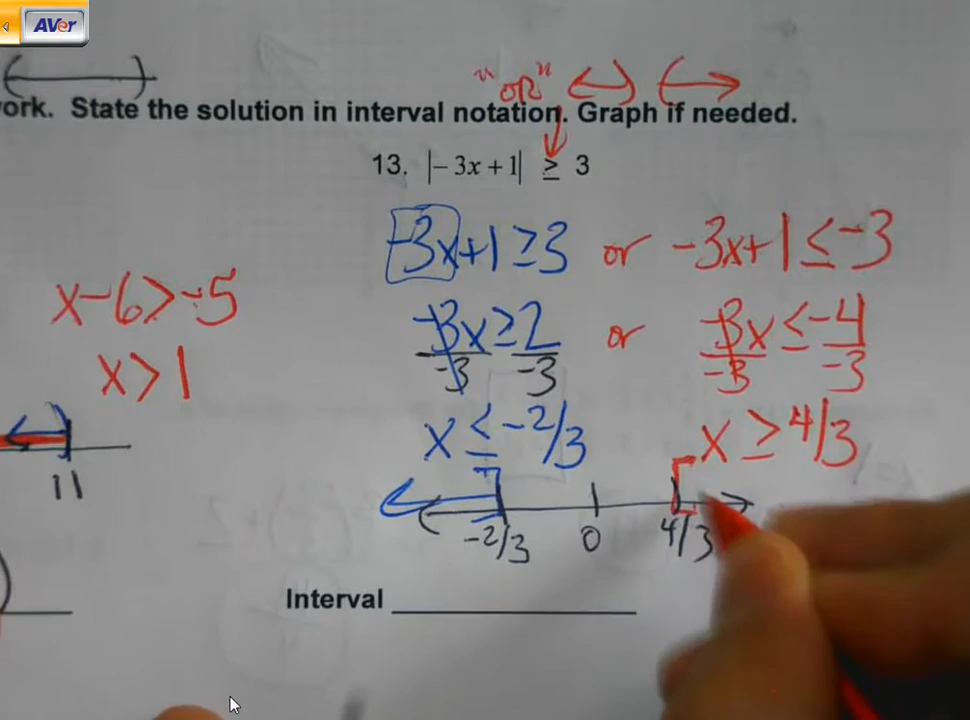 AVer
"OR"
ork. State the solution in interval notation. Graph if needed.
13. |– 3x + 1| ≥ 3
-3x+1 ≥ 3 or -3x+1 ≤ -3
x-6>-5
-3x ≥ 2 or -3x ≤ -4
-3 -3 -3 -3
x>1
x ≤ -2/3 x ≥ 4/3
11
-2/3 0 4/3
Interval ____________